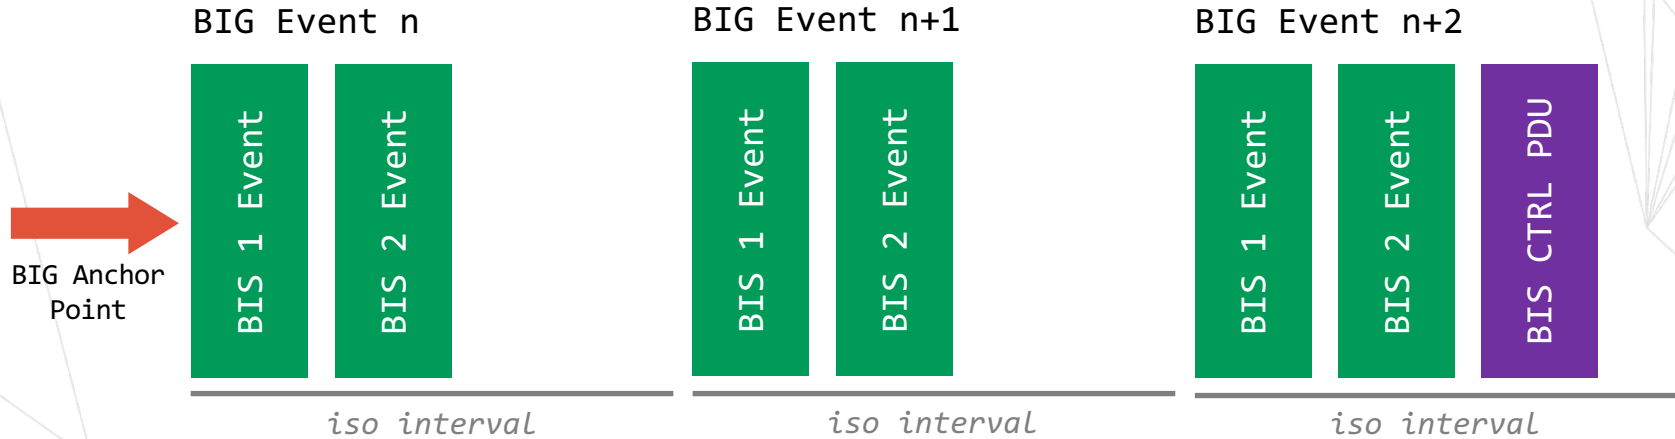 BIG Event n
BIG Event n+1
BIG Event n+2
BIG Anchor
Point
BIS 1 Event
BIS 2 Event
BIS 1 Event
BIS 2 Event
BIS 1 Event
BIS 2 Event
BIS CTRL PDU
iso interval
iso interval
iso interval